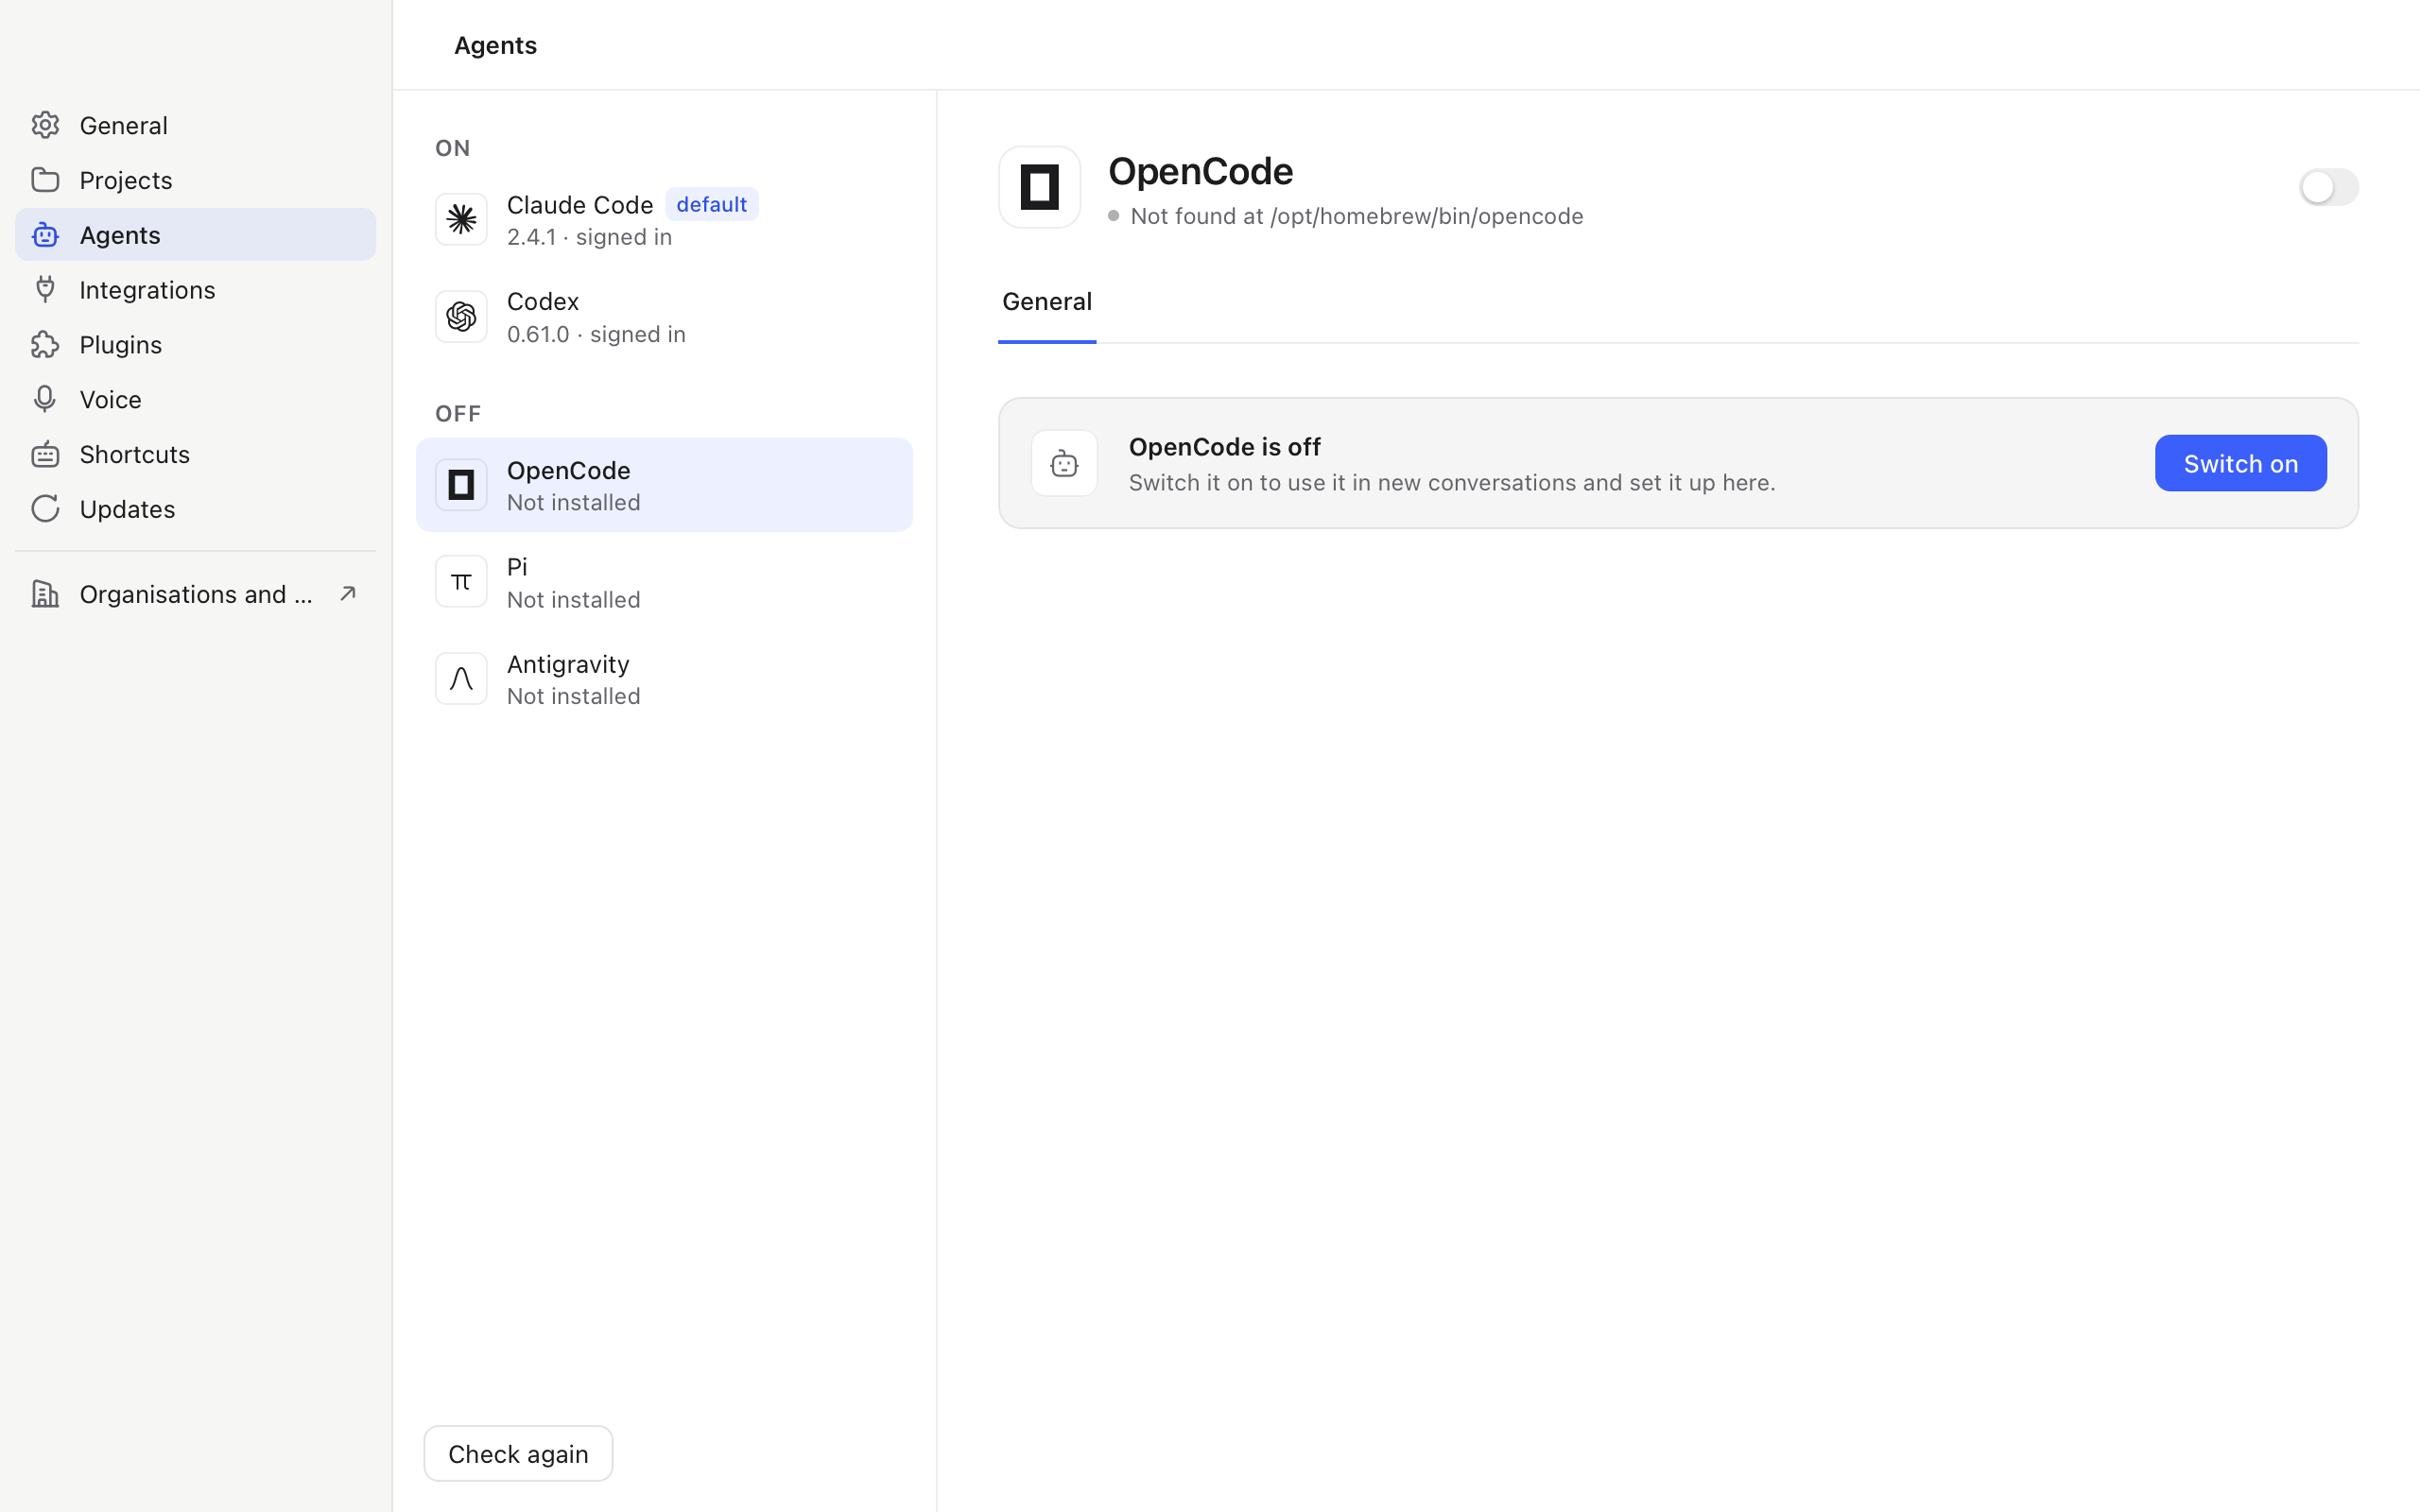 Agents
General
Projects
Agents
Integrations
Plugins
Voice
Shortcuts
Updates
Organisations and ...
ON
Claude Code default
2.4.1 · signed in
Codex
0.61.0 · signed in
OFF
OpenCode
Not installed
Pi
Not installed
Antigravity
Not installed
Check again
OpenCode
Not found at /opt/homebrew/bin/opencode
General
OpenCode is off
Switch it on to use it in new conversations and set it up here.
Switch on